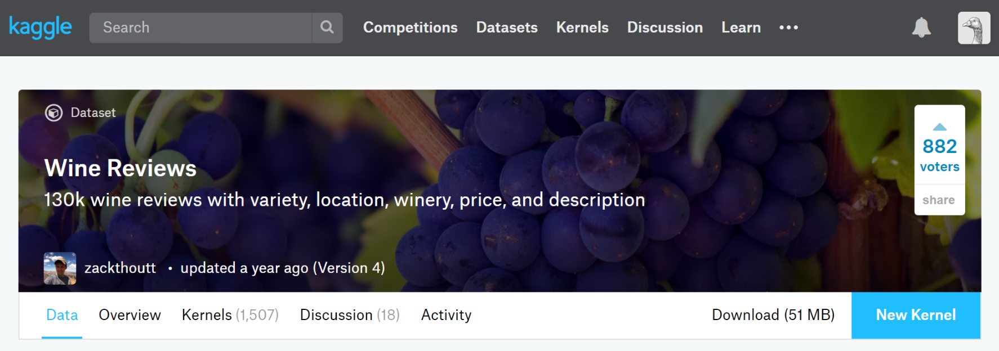 kaggle
Search
Competitions Datasets Kernels Discussion Learn
Dataset
Wine Reviews
130k wine reviews with variety, location, winery, price, and description
882
voters
share
zackthoutt • updated a year ago (Version 4)
Data Overview Kernels (1,507) Discussion (18) Activity Download (51 MB) New Kernel